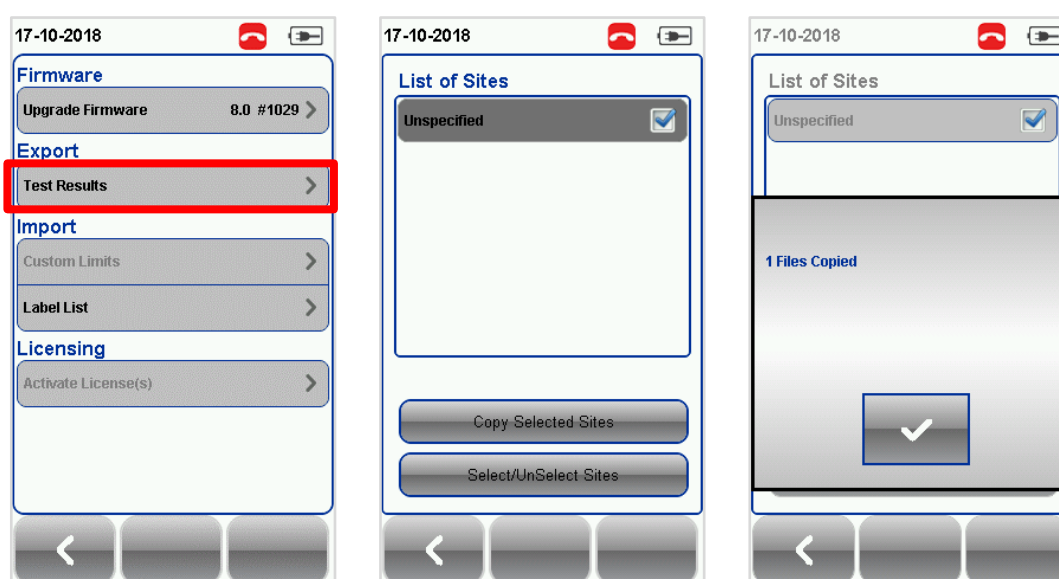 17-10-2018
Firmware
Upgrade Firmware 8.0 #1029
Export
Test Results
Import
Custom Limits
Label List
Licensing
Activate License(s)
17-10-2018
List of Sites
Unspecified
Copy Selected Sites
Select/UnSelect Sites
17-10-2018
List of Sites
Unspecified
1 Files Copied